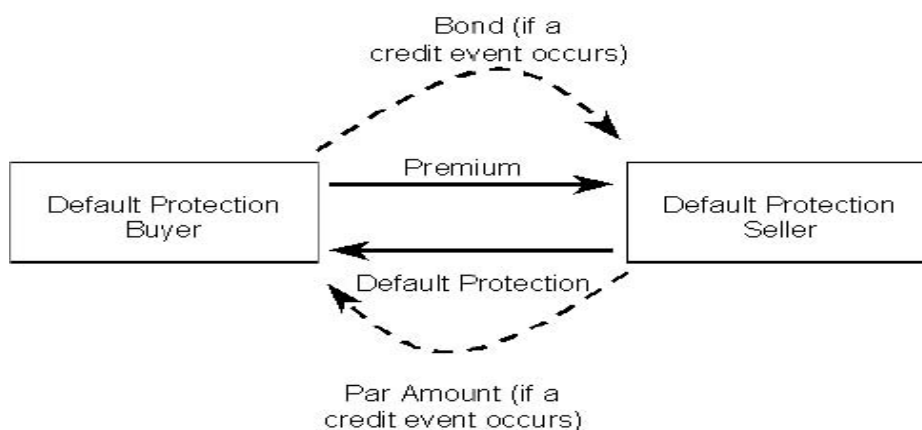 Bond (if a
credit event occurs)
Premium
Default Protection
Buyer
Default Protection
Seller
Default Protection
Par Amount (if a
credit event occurs)